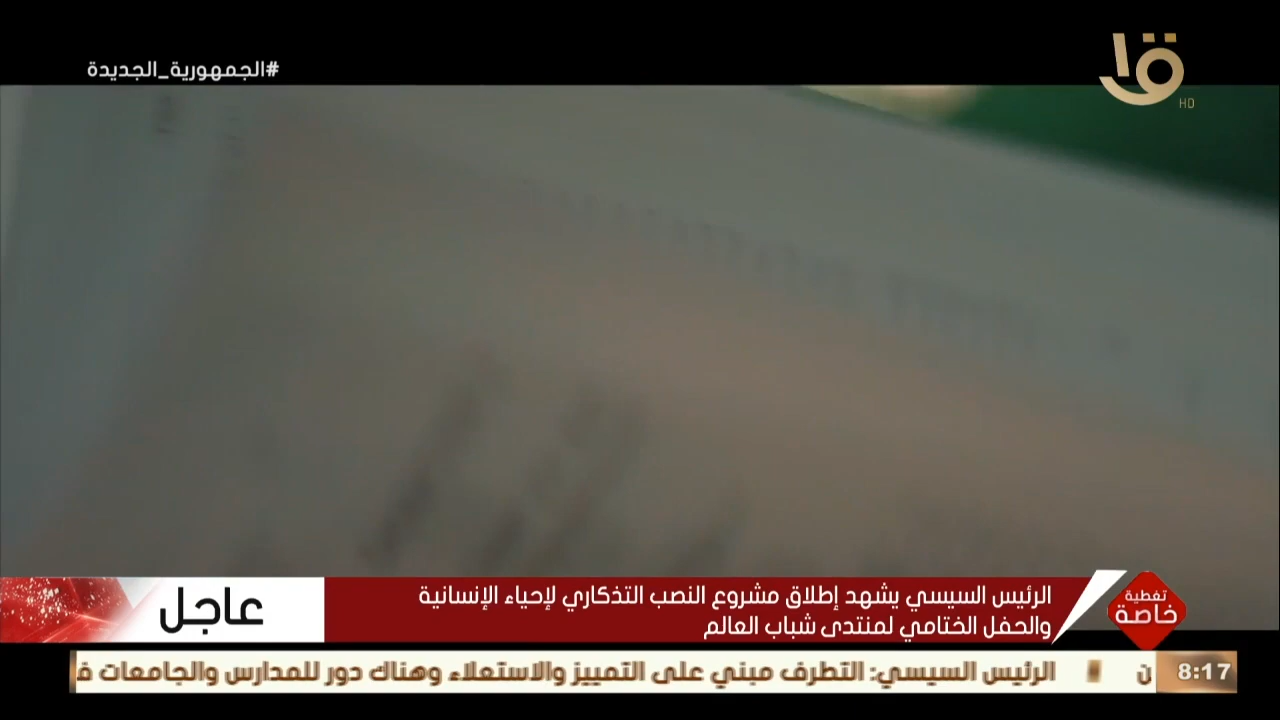 #الجمهورية_الجديدة
HD
تغطية
خاصة
الرئيس السيسي يشهد إطلاق مشروع النصب التذكاري لإحياء الإنسانية
والحفل الختامي لمنتدى شباب العالم
عاجل
8:17
الرئيس السيسي: التطرف مبني على التمييز والاستعلاء وهناك دور للمدارس والجامعات